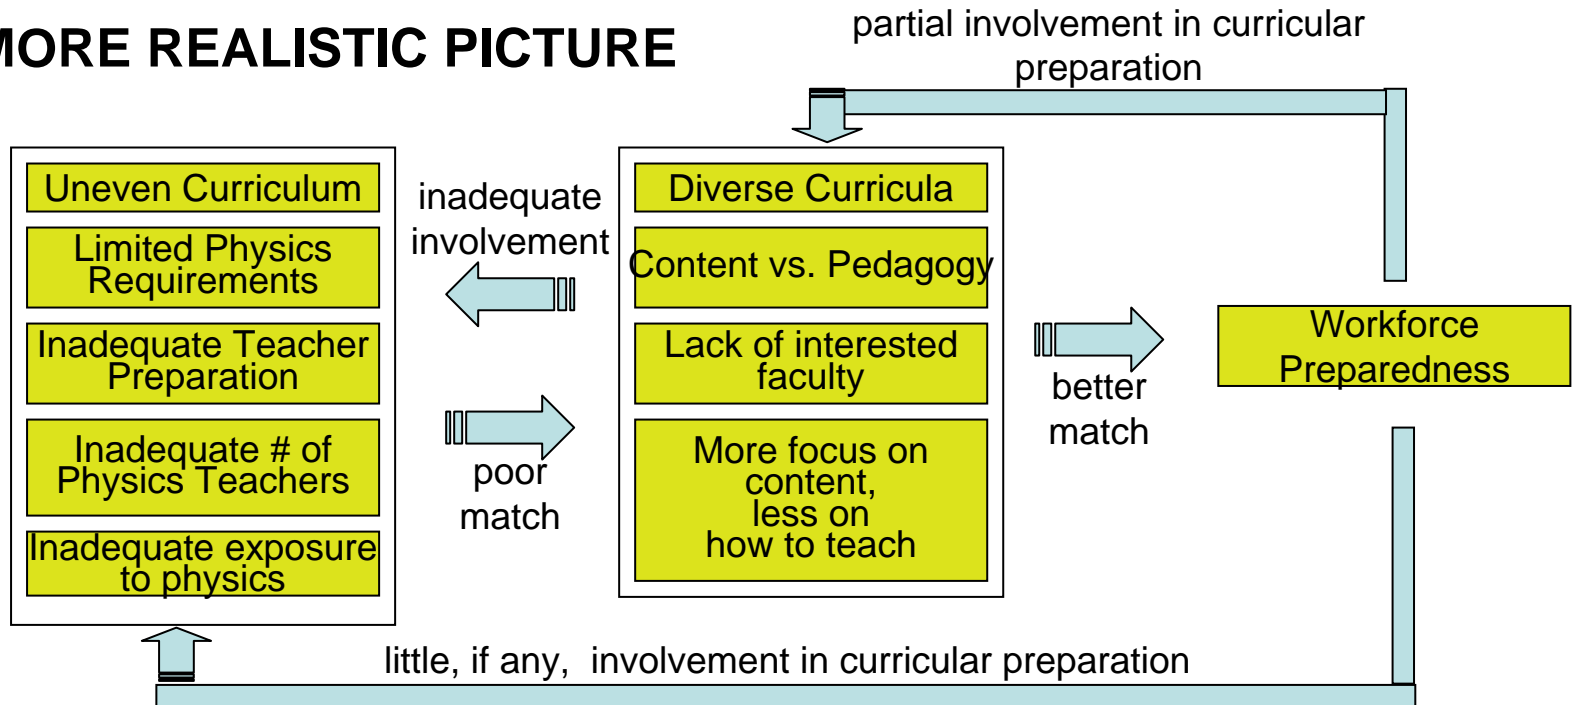 MORE REALISTIC PICTURE
partial involvement in curricular
preparation
Uneven Curriculum
Limited Physics
Requirements
Inadequate Teacher
Preparation
Inadequate # of
Physics Teachers
Inadequate exposure
to physics
inadequate
involvement
poor
match
Diverse Curricula
Content vs. Pedagogy
Lack of interested
faculty
More focus on
content,
less on
how to teach
better
match
Workforce
Preparedness
little, if any, involvement in curricular preparation